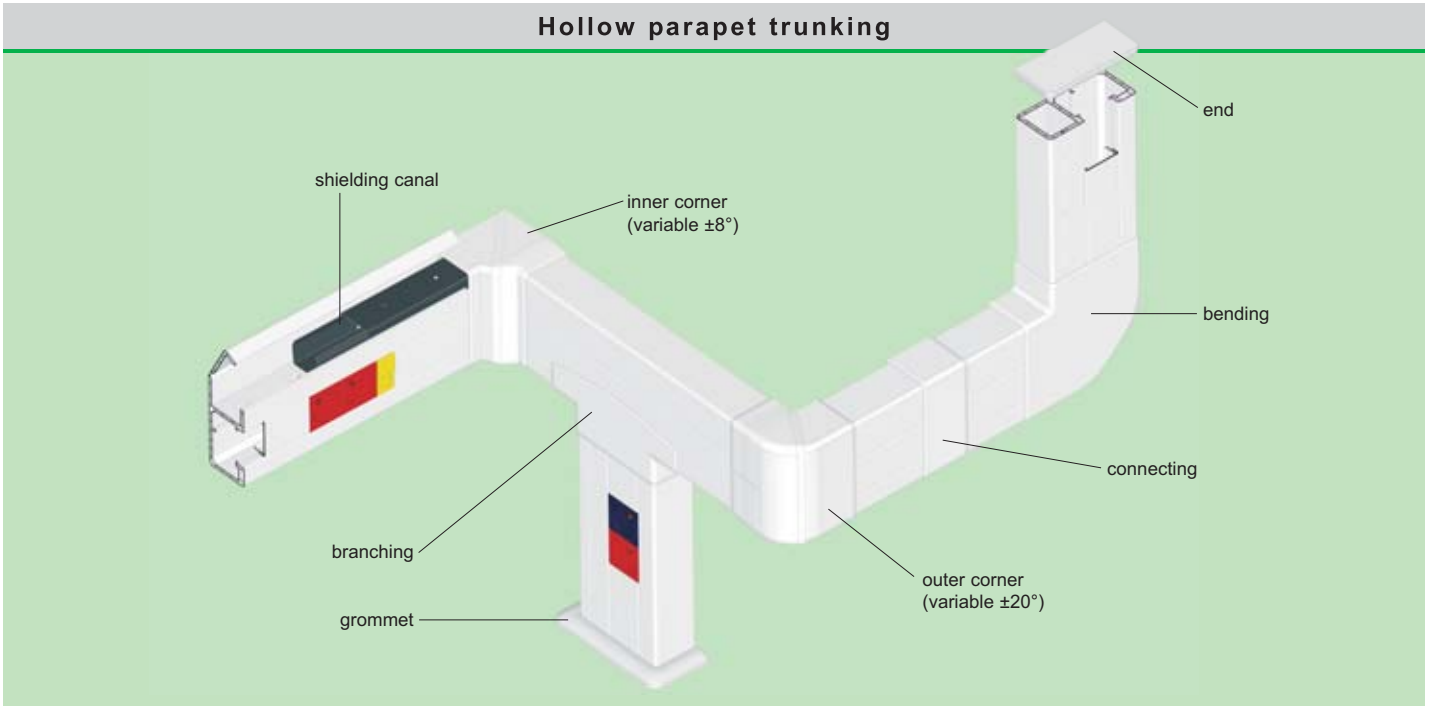 Hollow parapet trunking
end
shielding canal
inner corner
(variable ±8°)
bending
connecting
branching
outer corner
(variable ±20°)
grommet